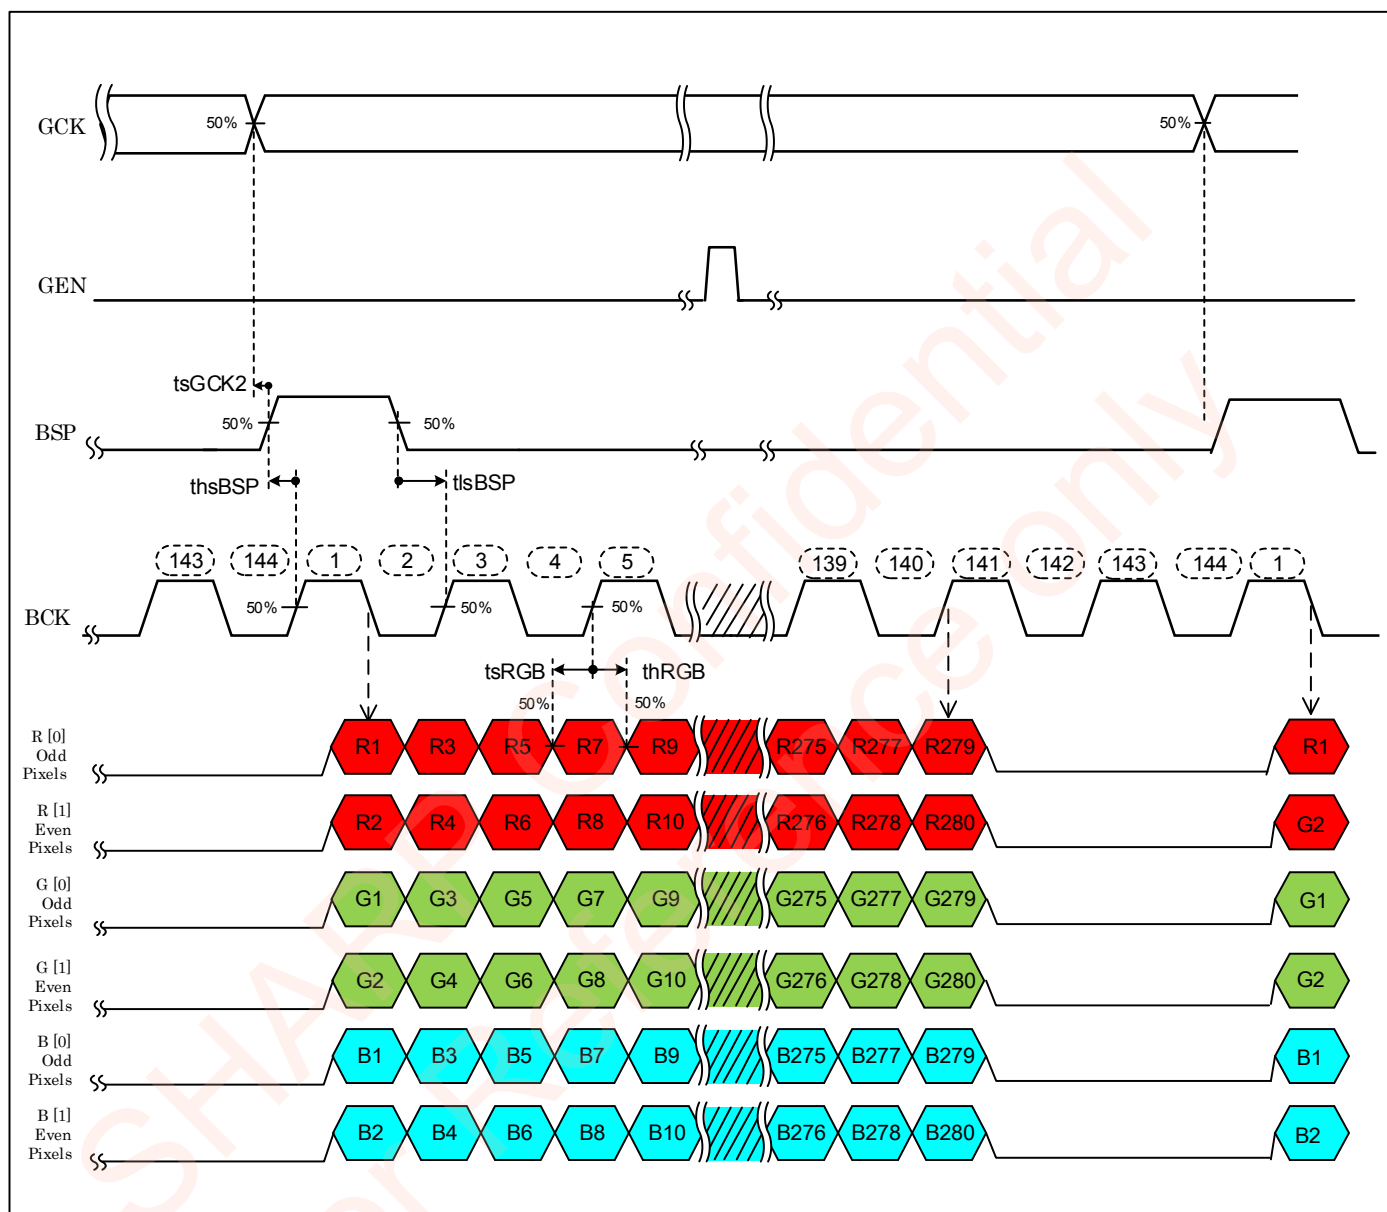 GCK
50%
50%
GEN
tsGCK2
BSP
50%
50%
thsBSP
tlsBSP
143 144 1 2 3 4 5 139 140 141 142 143 144 1
BCK
50%
50%
50%
tsRGB
thRGB
50%
50%
R [0]
Odd
Pixels
R1 R3 R5 R7 R9 R275 R277 R279 R1
R [1]
Even
Pixels
R2 R4 R6 R8 R10 R276 R278 R280 G2
G [0]
Odd
Pixels
G1 G3 G5 G7 G9 G275 G277 G279 G1
G [1]
Even
Pixels
G2 G4 G6 G8 G10 G276 G278 G280 G2
B [0]
Odd
Pixels
B1 B3 B5 B7 B9 B275 B277 B279 B1
B [1]
Even
Pixels
B2 B4 B6 B8 B10 B276 B278 B280 B2
SHARP Confidential
Reference only